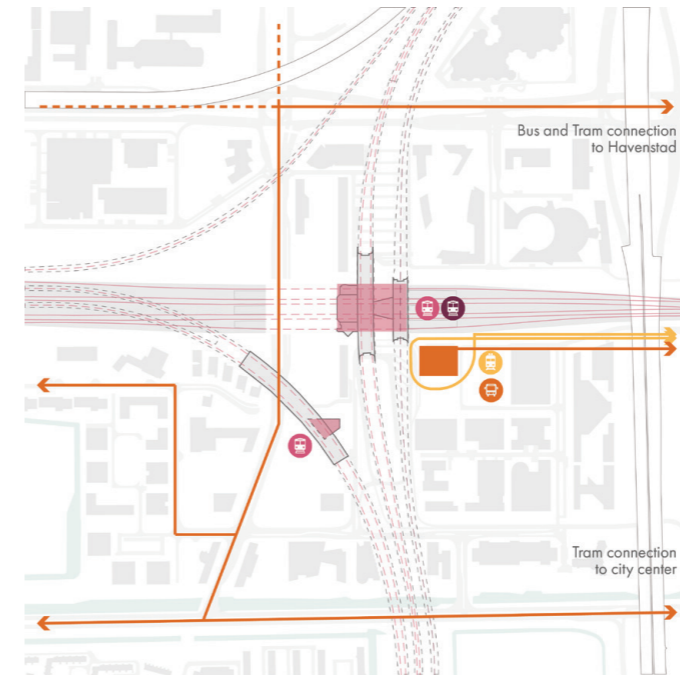 Bus and Tram connection
to Havenstad
Tram connection
to city center